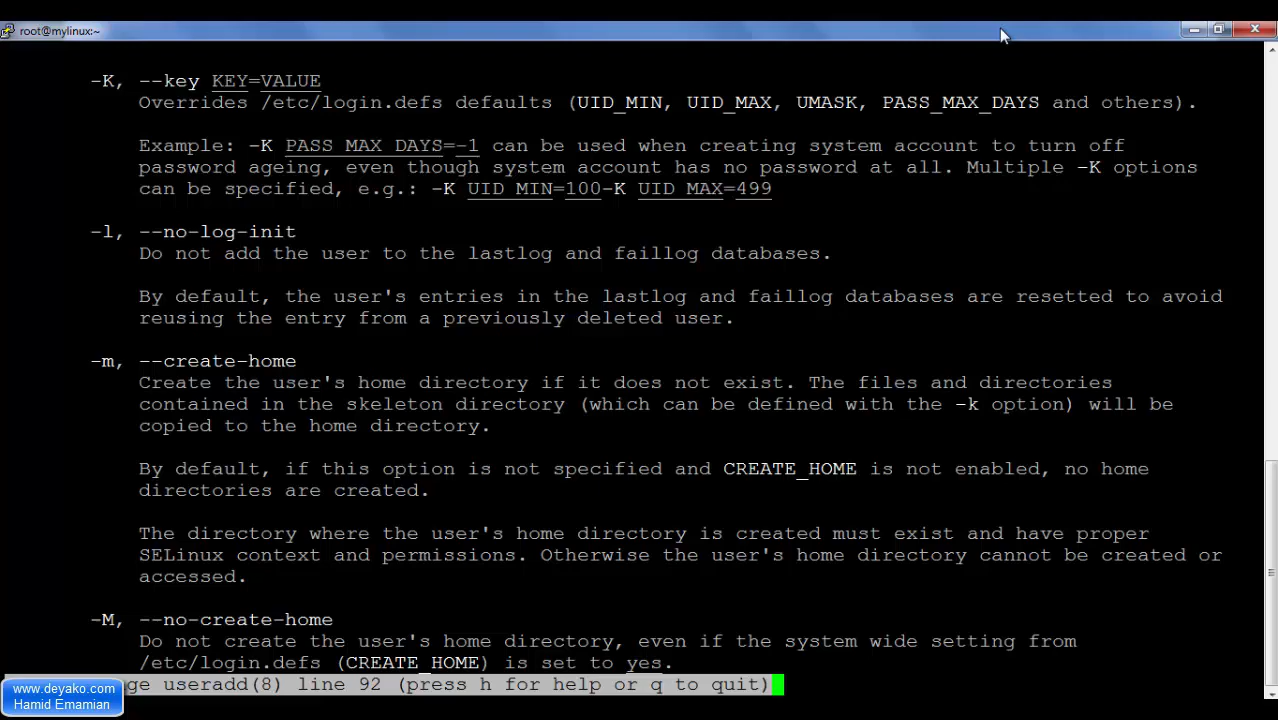 root@mylinux:~
-K, --key KEY=VALUE
Overrides /etc/login.defs defaults (UID_MIN, UID_MAX, UMASK, PASS_MAX_DAYS and others).
Example: -K PASS_MAX_DAYS=-1 can be used when creating system account to turn off
password ageing, even though system account has no password at all. Multiple -K options
can be specified, e.g.: -K UID_MIN=100-K UID_MAX=499
-l, --no-log-init
Do not add the user to the lastlog and faillog databases.
By default, the user's entries in the lastlog and faillog databases are resetted to avoid
reusing the entry from a previously deleted user.
-m, --create-home
Create the user's home directory if it does not exist. The files and directories
contained in the skeleton directory (which can be defined with the -k option) will be
copied to the home directory.
By default, if this option is not specified and CREATE_HOME is not enabled, no home
directories are created.
The directory where the user's home directory is created must exist and have proper
SELinux context and permissions. Otherwise the user's home directory cannot be created or
accessed.
-M, --no-create-home
Do not create the user's home directory, even if the system wide setting from
/etc/login.defs (CREATE_HOME) is set to yes.
ge useradd(8) line 92 (press h for help or q to quit)
www.deyako.com
Hamid Emamian